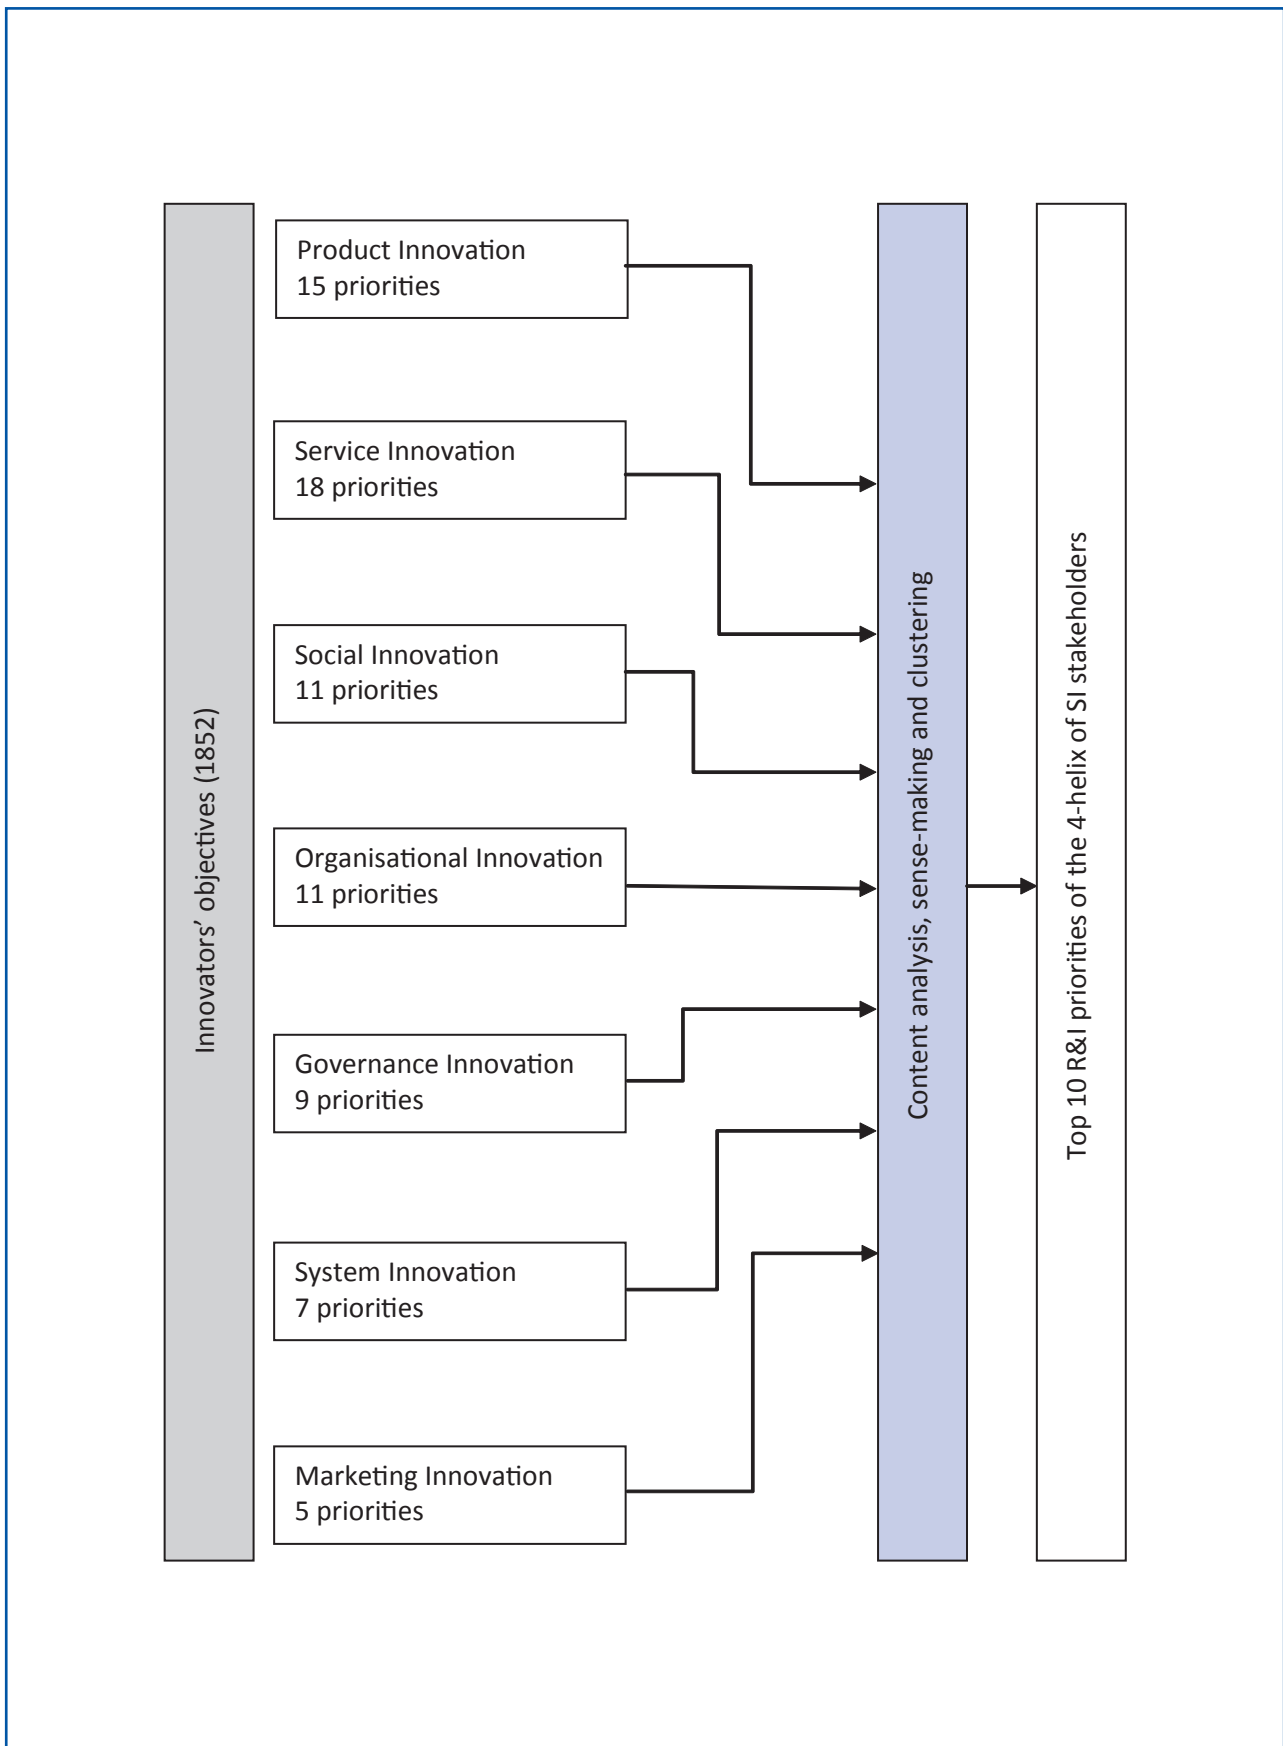 Innovators’ objectives (1852)
Product Innovation
15 priorities
Service Innovation
18 priorities
Social Innovation
11 priorities
Organisational Innovation
11 priorities
Governance Innovation
9 priorities
System Innovation
7 priorities
Marketing Innovation
5 priorities
Content analysis, sense-making and clustering
Top 10 R&I priorities of the 4-helix of SI stakeholders